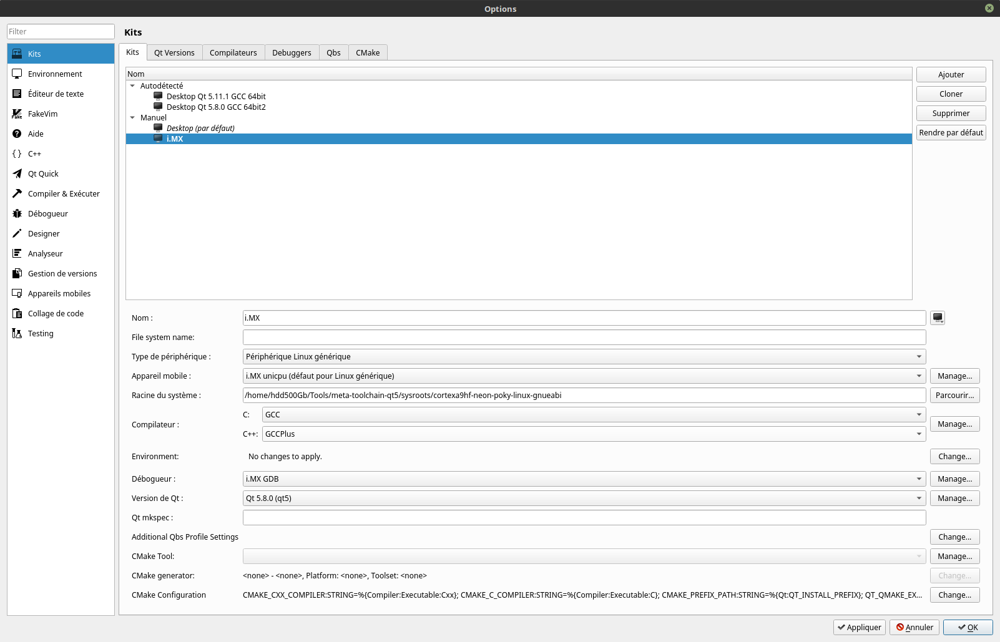 Options
Filter
Kits
Environnement
Éditeur de texte
FakeVim
Aide
C++
Qt Quick
Compiler & Exécuter
Débogueur
Designer
Analyseur
Gestion de versions
Appareils mobiles
Collage de code
Testing
Kits
Kits Qt Versions Compilateurs Debuggers Qbs CMake
Nom
Autodétecté
Desktop Qt 5.11.1 GCC 64bit
Desktop Qt 5.8.0 GCC 64bit2
Manuel
Desktop (par défaut)
i.MX
Ajouter
Cloner
Supprimer
Rendre par défaut
Nom : i.MX
File system name:
Type de périphérique : Périphérique Linux générique
Appareil mobile : i.MX unicpu (défaut pour Linux générique) Manage...
Racine du système : /home/hdd500Gb/Tools/meta-toolchain-qt5/sysroots/cortexa9hf-neon-poky-linux-gnueabi Parcourir...
Compilateur : C: GCC Manage...
C++: GCCPlus
Environment: No changes to apply. Change...
Débogueur : i.MX GDB Manage...
Version de Qt : Qt 5.8.0 (qt5) Manage...
Qt mkspec :
Additional Qbs Profile Settings Change...
CMake Tool: Manage...
CMake generator: <none> - <none>, Platform: <none>, Toolset: <none> Change...
CMake Configuration CMAKE_CXX_COMPILER:STRING=%{Compiler:Executable:Cxx}; CMAKE_C_COMPILER:STRING=%{Compiler:Executable:C}; CMAKE_PREFIX_PATH:STRING=%{Qt:QT_INSTALL_PREFIX}; QT_QMAKE_EX... Change...
Appliquer Annuler OK